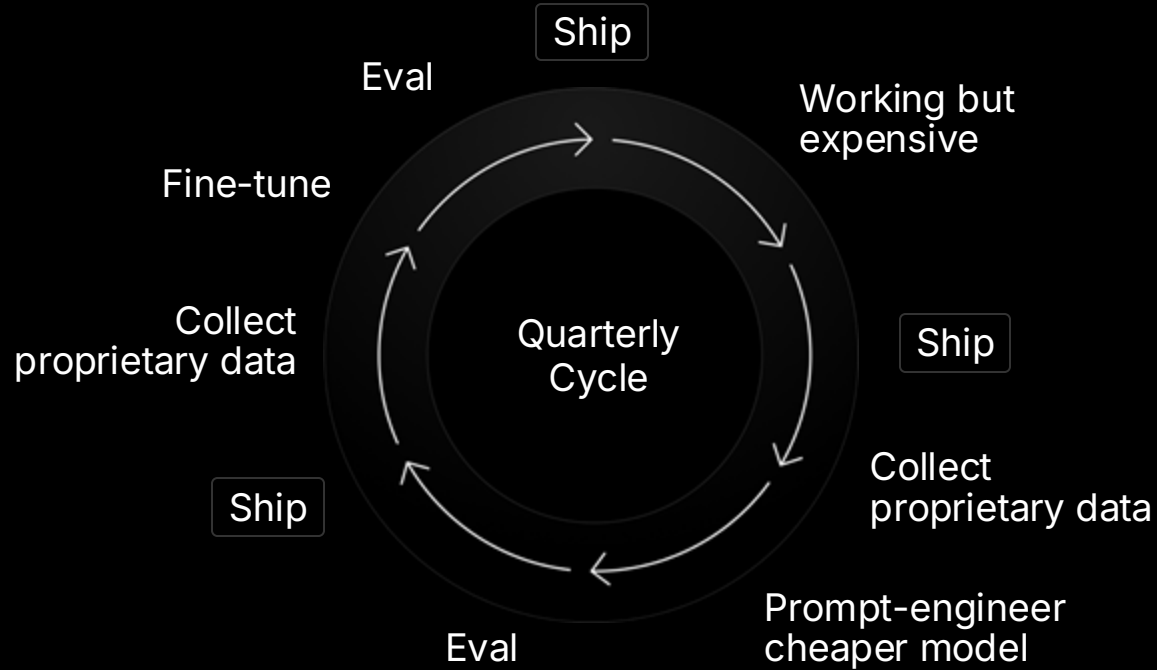 Ship
Eval
Working but
expensive
Fine-tune
Collect
proprietary data
Quarterly
Cycle
Ship
Collect
proprietary data
Ship
Prompt-engineer
cheaper model
Eval